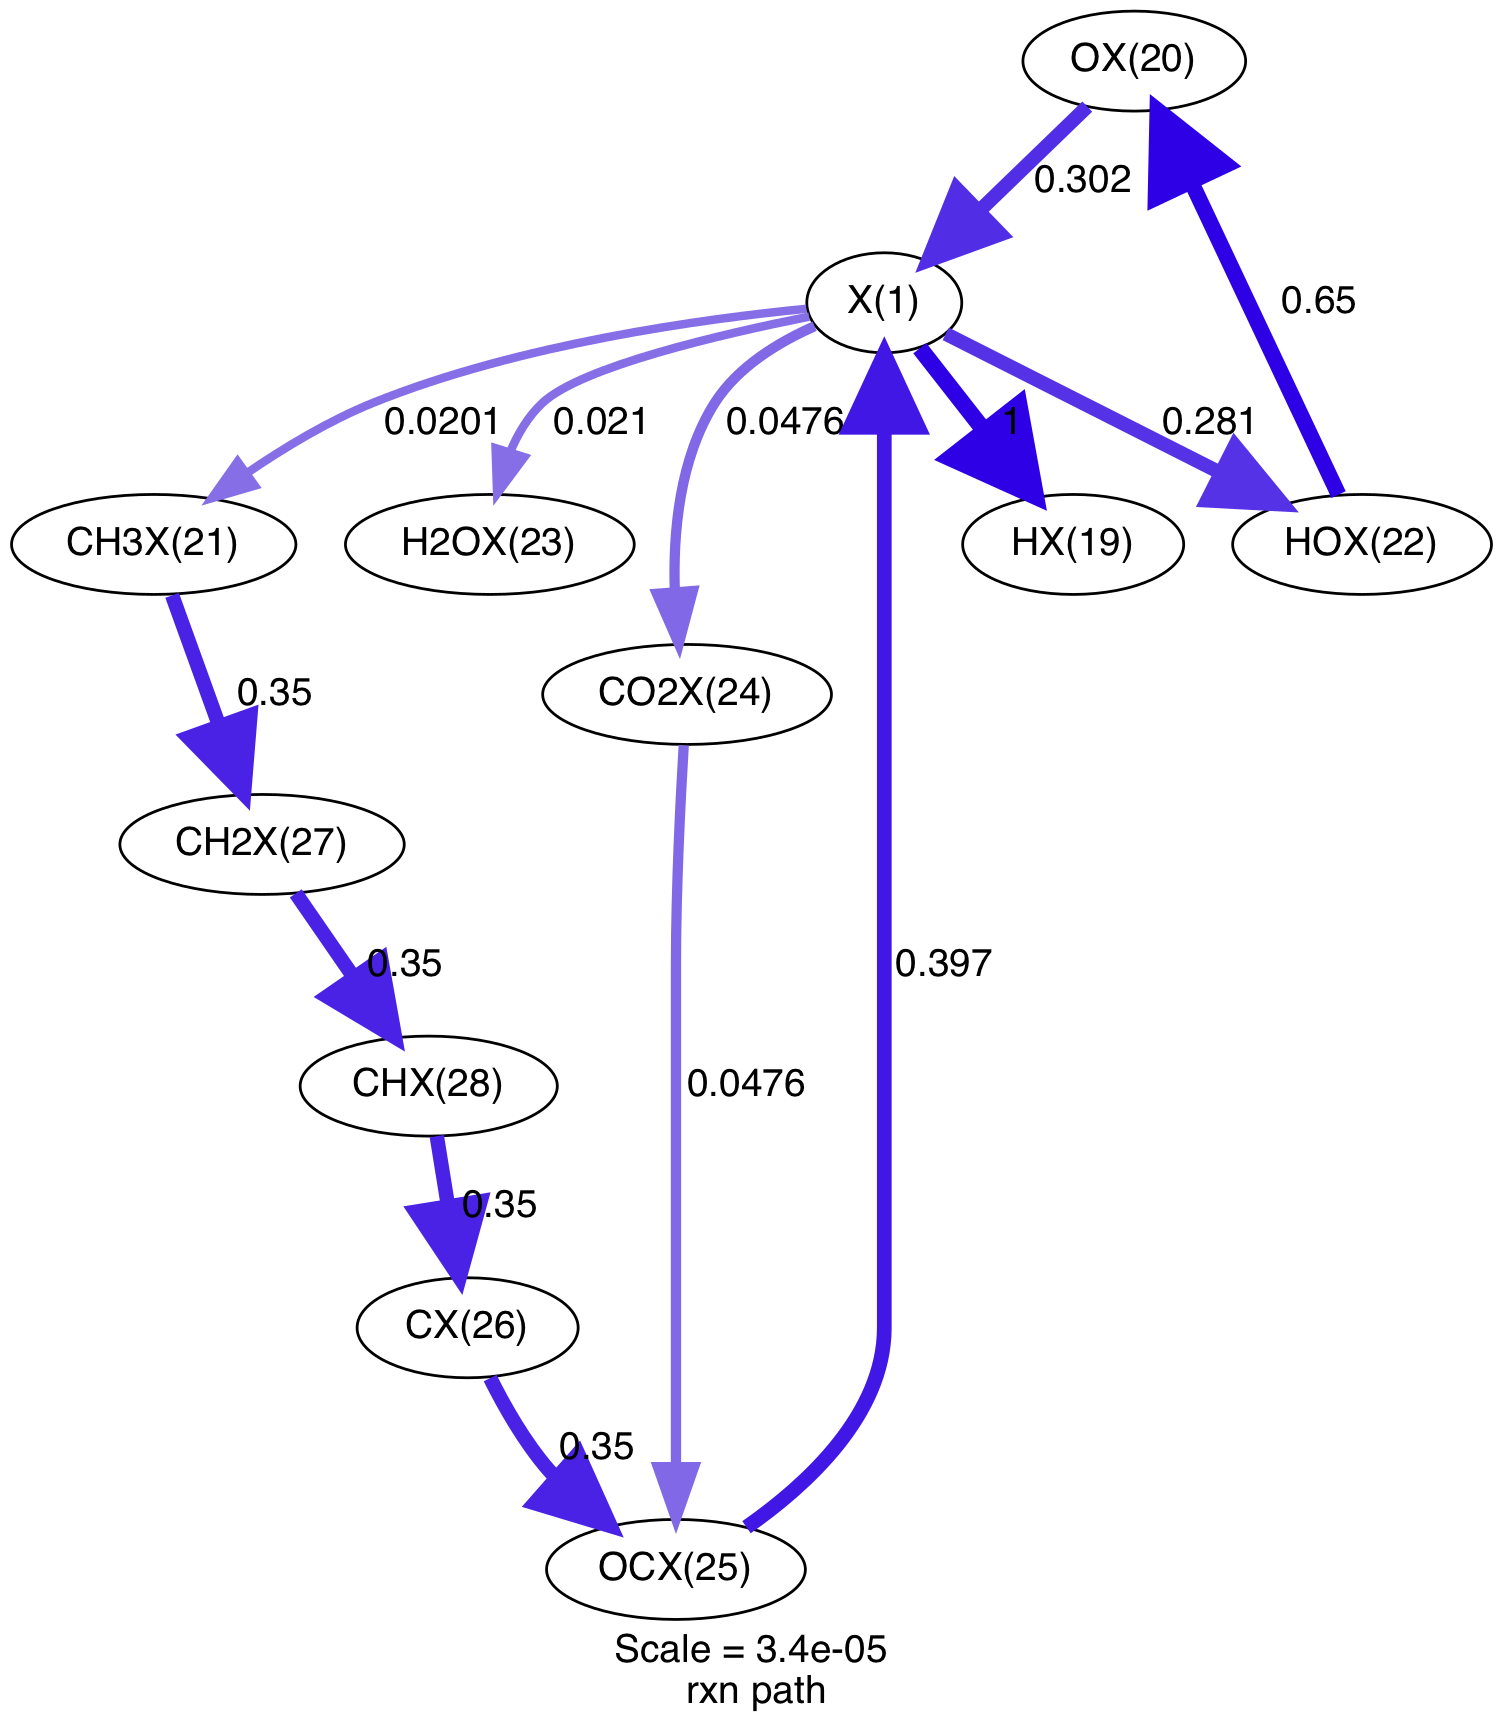 OX(20)
0.302
X(1)
0.65
0.0201
0.021
0.0476
1
0.281
CH3X(21)
H2OX(23)
HX(19)
HOX(22)
0.35
CO2X(24)
CH2X(27)
0.35
0.397
CHX(28)
0.0476
0.35
CX(26)
0.35
OCX(25)
Scale = 3.4e-05
rxn path